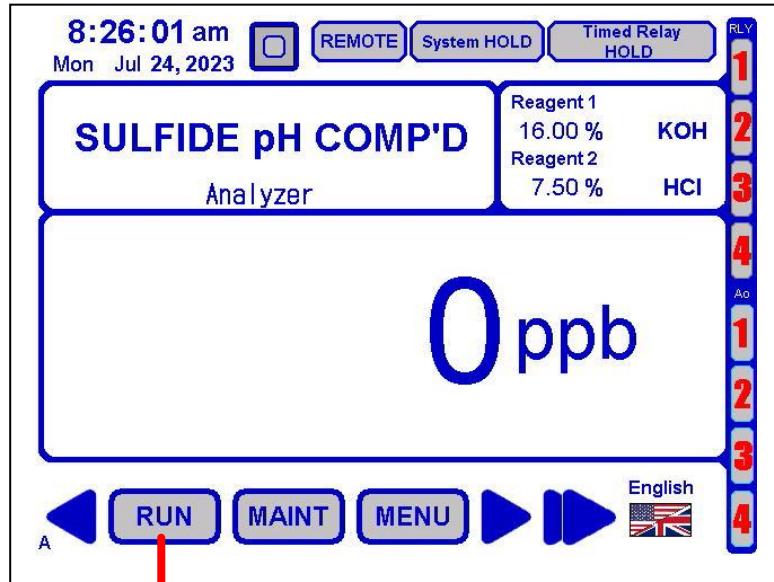 8:26:01 am
Mon Jul 24, 2023
REMOTE
System HOLD
Timed Relay
HOLD
RLY
1
2
3
4
Ao
1
2
3
4
SULFIDE pH COMP'D
Analyzer
Reagent 1
16.00 % KOH
Reagent 2
7.50 % HCl
0 ppb
A
RUN
MAINT
MENU
English